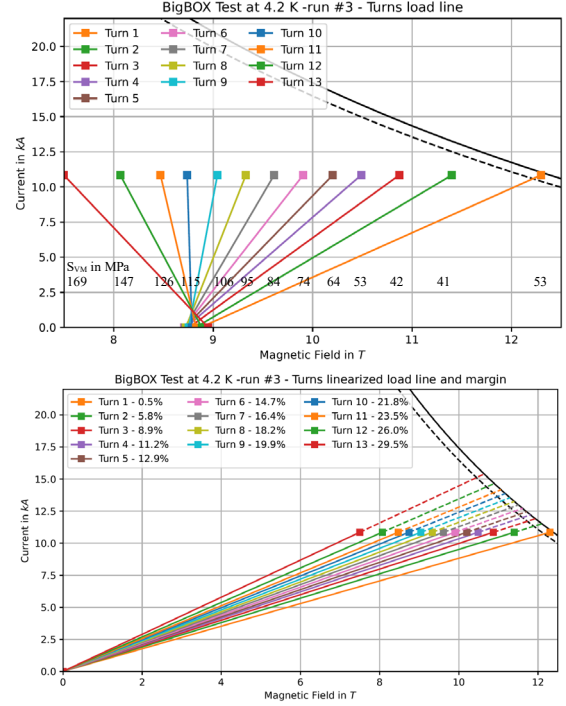 BigBOX Test at 4.2 K -run #3 - Turns load line
Turn 1 Turn 6 Turn 10
Turn 2 Turn 7 Turn 11
Turn 3 Turn 8 Turn 12
Turn 4 Turn 9 Turn 13
Turn 5
20.0
17.5
15.0
12.5
10.0
7.5
5.0
2.5
0.0
Current in kA
SVM in MPa
169 147 126 115 106 95 84 74 64 53 42 41 53
8 9 10 11 12
Magnetic Field in T
BigBOX Test at 4.2 K -run #3 - Turns linearized load line and margin
Turn 1 - 0.5% Turn 6 - 14.7% Turn 10 - 21.8%
Turn 2 - 5.8% Turn 7 - 16.4% Turn 11 - 23.5%
Turn 3 - 8.9% Turn 8 - 18.2% Turn 12 - 26.0%
Turn 4 - 11.2% Turn 9 - 19.9% Turn 13 - 29.5%
Turn 5 - 12.9%
20.0
17.5
15.0
12.5
10.0
7.5
5.0
2.5
0.0
Current in kA
0 2 4 6 8 10 12
Magnetic Field in T